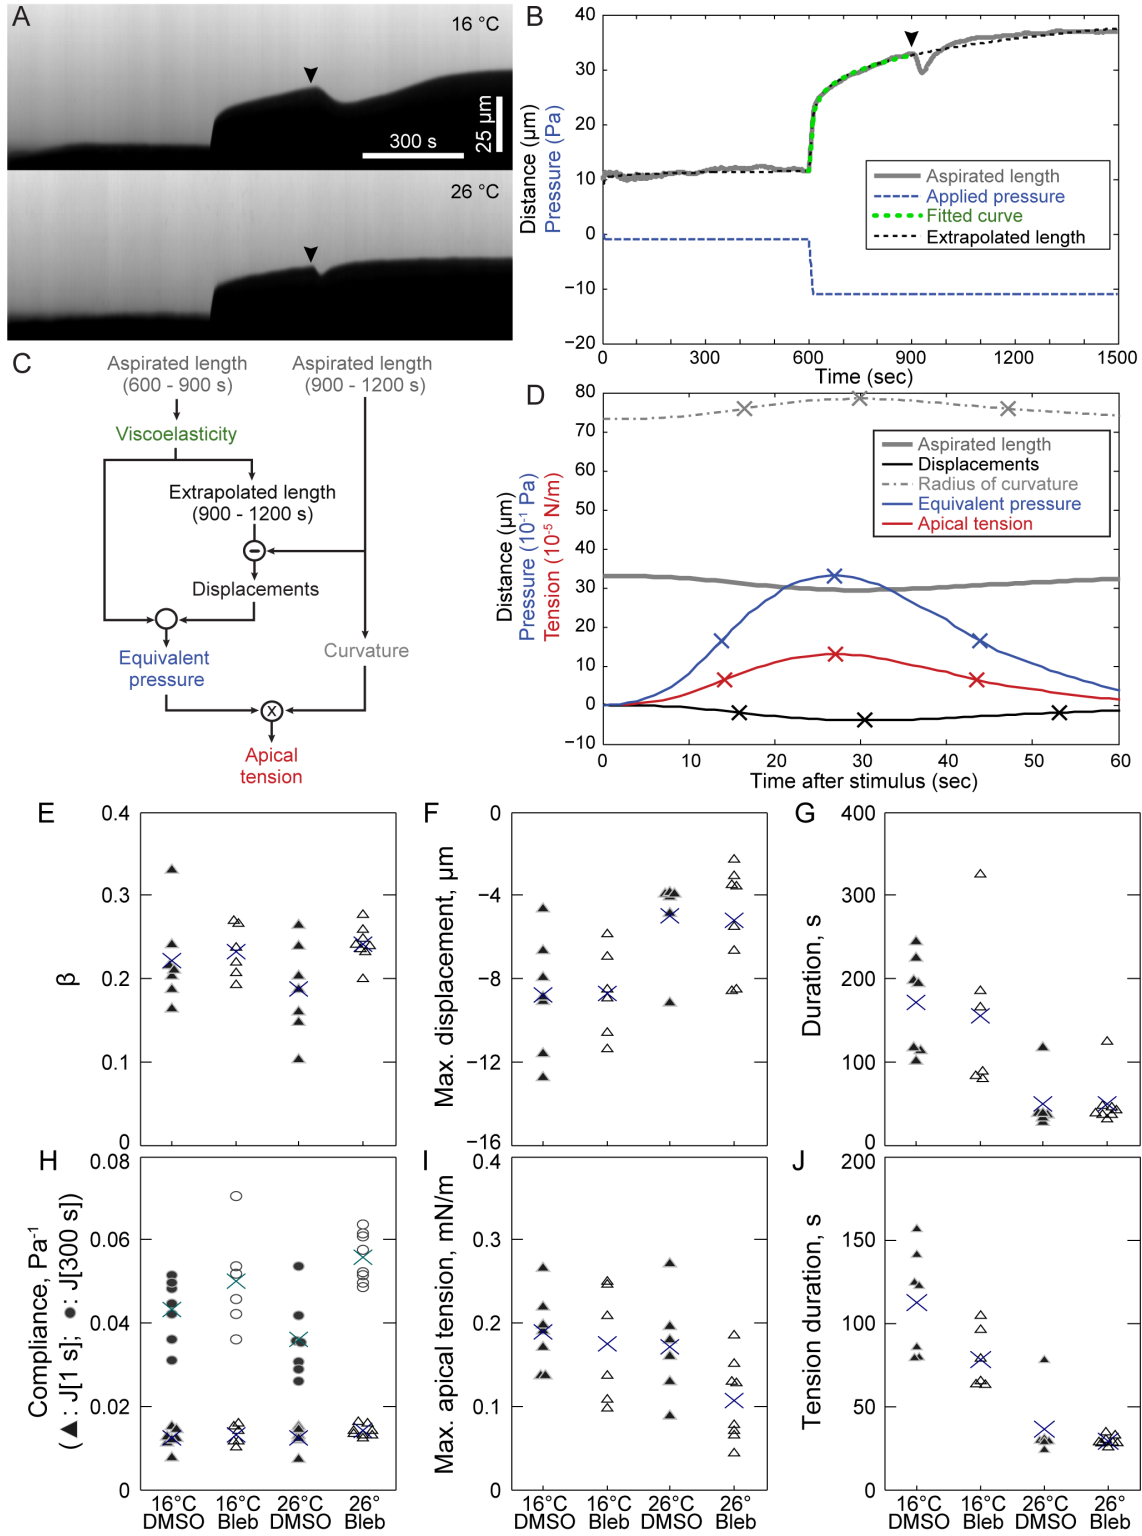 A
16 °C
300 s
25 µm
26 °C
B
Distance (µm)
Pressure (Pa)
40
30
20
10
0
−10
−20
0
300
600
900
1200
1500
Time (sec)
Aspirated length
Applied pressure
Fitted curve
Extrapolated length
C
Aspirated length
(600 - 900 s)
Aspirated length
(900 - 1200 s)
Viscoelasticity
Extrapolated length
(900 - 1200 s)
−
Displacements
Equivalent
pressure
Curvature
x
Apical
tension
D
Distance (µm)
Pressure (10⁻¹ Pa)
Tension (10⁻⁵ N/m)
80
70
60
50
40
30
20
10
0
−10
0
10
20
30
40
50
60
Time after stimulus (sec)
Aspirated length
Displacements
Radius of curvature
Equivalent pressure
Apical tension
E
β
0.4
0.3
0.2
0.1
0
F
Max. displacement, µm
0
−4
−8
−12
−16
G
Duration, s
400
300
200
100
0
H
Compliance, Pa⁻¹
(▲: J[1 s]; ●: J[300 s])
0.08
0.06
0.04
0.02
0
16°C
DMSO
16°C
Bleb
26°C
DMSO
26°
Bleb
I
Max. apical tension, mN/m
0.4
0.3
0.2
0.1
0
16°C
DMSO
16°C
Bleb
26°C
DMSO
26°
Bleb
J
Tension duration, s
200
150
100
50
0
16°C
DMSO
16°C
Bleb
26°C
DMSO
26°
Bleb